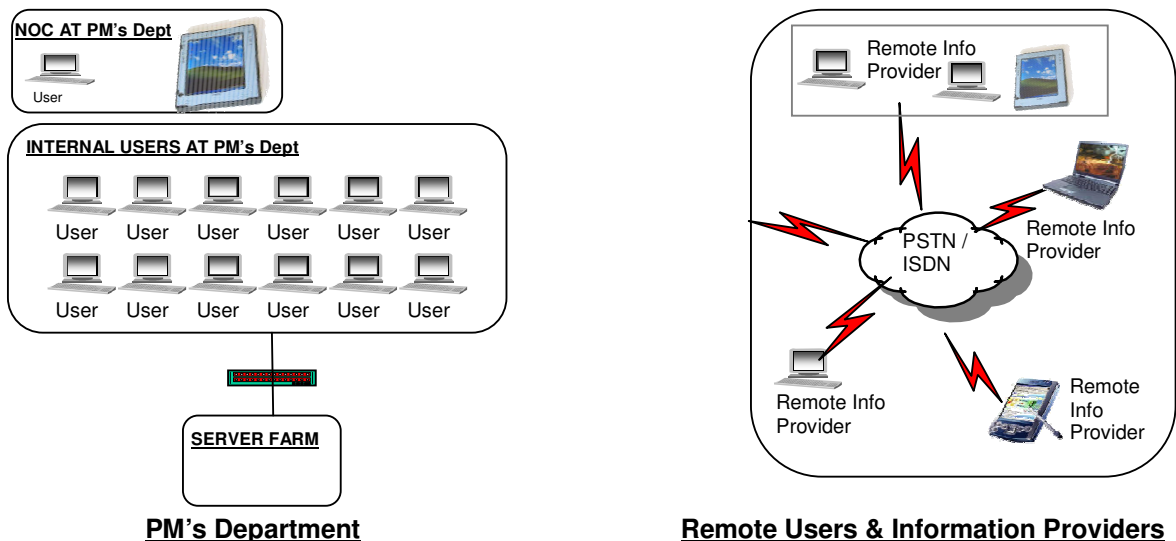 NOC AT PM's Dept
User
INTERNAL USERS AT PM's Dept
User User User User User User
User User User User User User
SERVER FARM
PM's Department
Remote Info
Provider
Remote Info
Provider
PSTN /
ISDN
Remote Info
Provider
Remote
Info
Provider
Remote Users & Information Providers